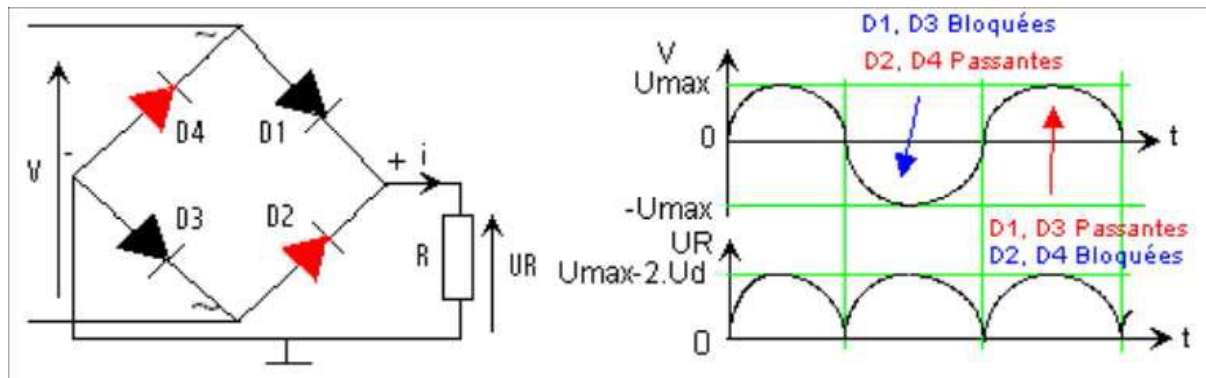 ~
V
-
D4
D1
D3
D2
~
+ i
R
UR
D1, D3 Bloquées
D2, D4 Passantes
V
Umax
0
t
-Umax
D1, D3 Passantes
D2, D4 Bloquées
UR
Umax-2.Ud
0
t